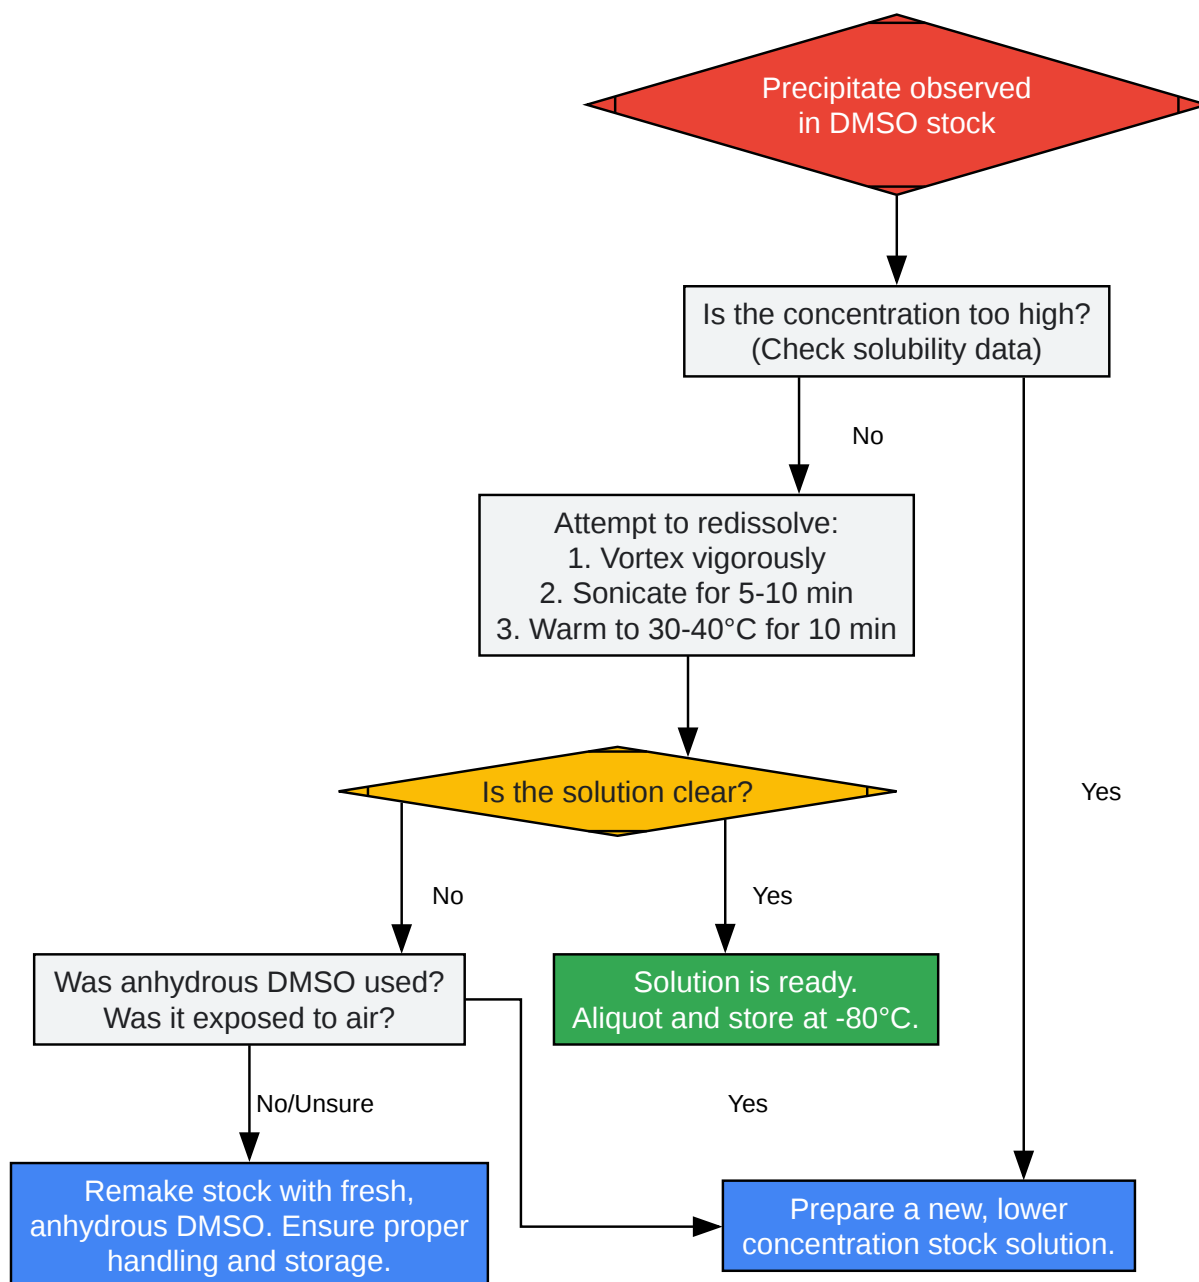 Precipitate observed
in DMSO stock
Is the concentration too high?
(Check solubility data)
No
Attempt to redissolve:
1. Vortex vigorously
2. Sonicate for 5-10 min
3. Warm to 30-40°C for 10 min
Is the solution clear?
Yes
No
Yes
Was anhydrous DMSO used?
Was it exposed to air?
Solution is ready.
Aliquot and store at -80°C.
No/Unsure
Yes
Remake stock with fresh,
anhydrous DMSO. Ensure proper
handling and storage.
Prepare a new, lower
concentration stock solution.